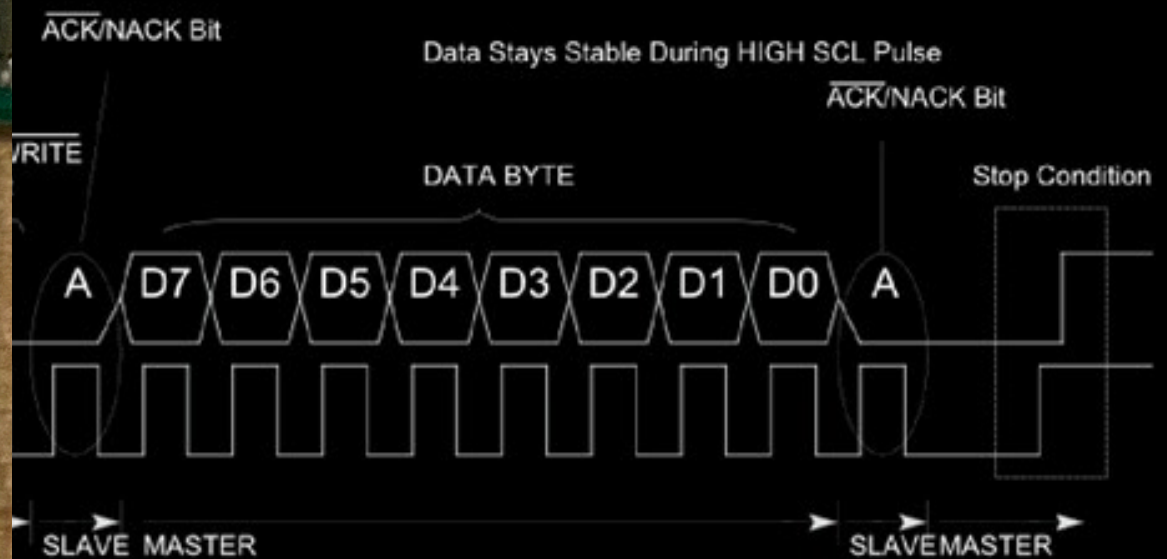 ACK/NACK Bit
Data Stays Stable During HIGH SCL Pulse
ACK/NACK Bit
DATA BYTE
Stop Condition
A D7 D6 D5 D4 D3 D2 D1 D0 A
SLAVE MASTER SLAVE MASTER